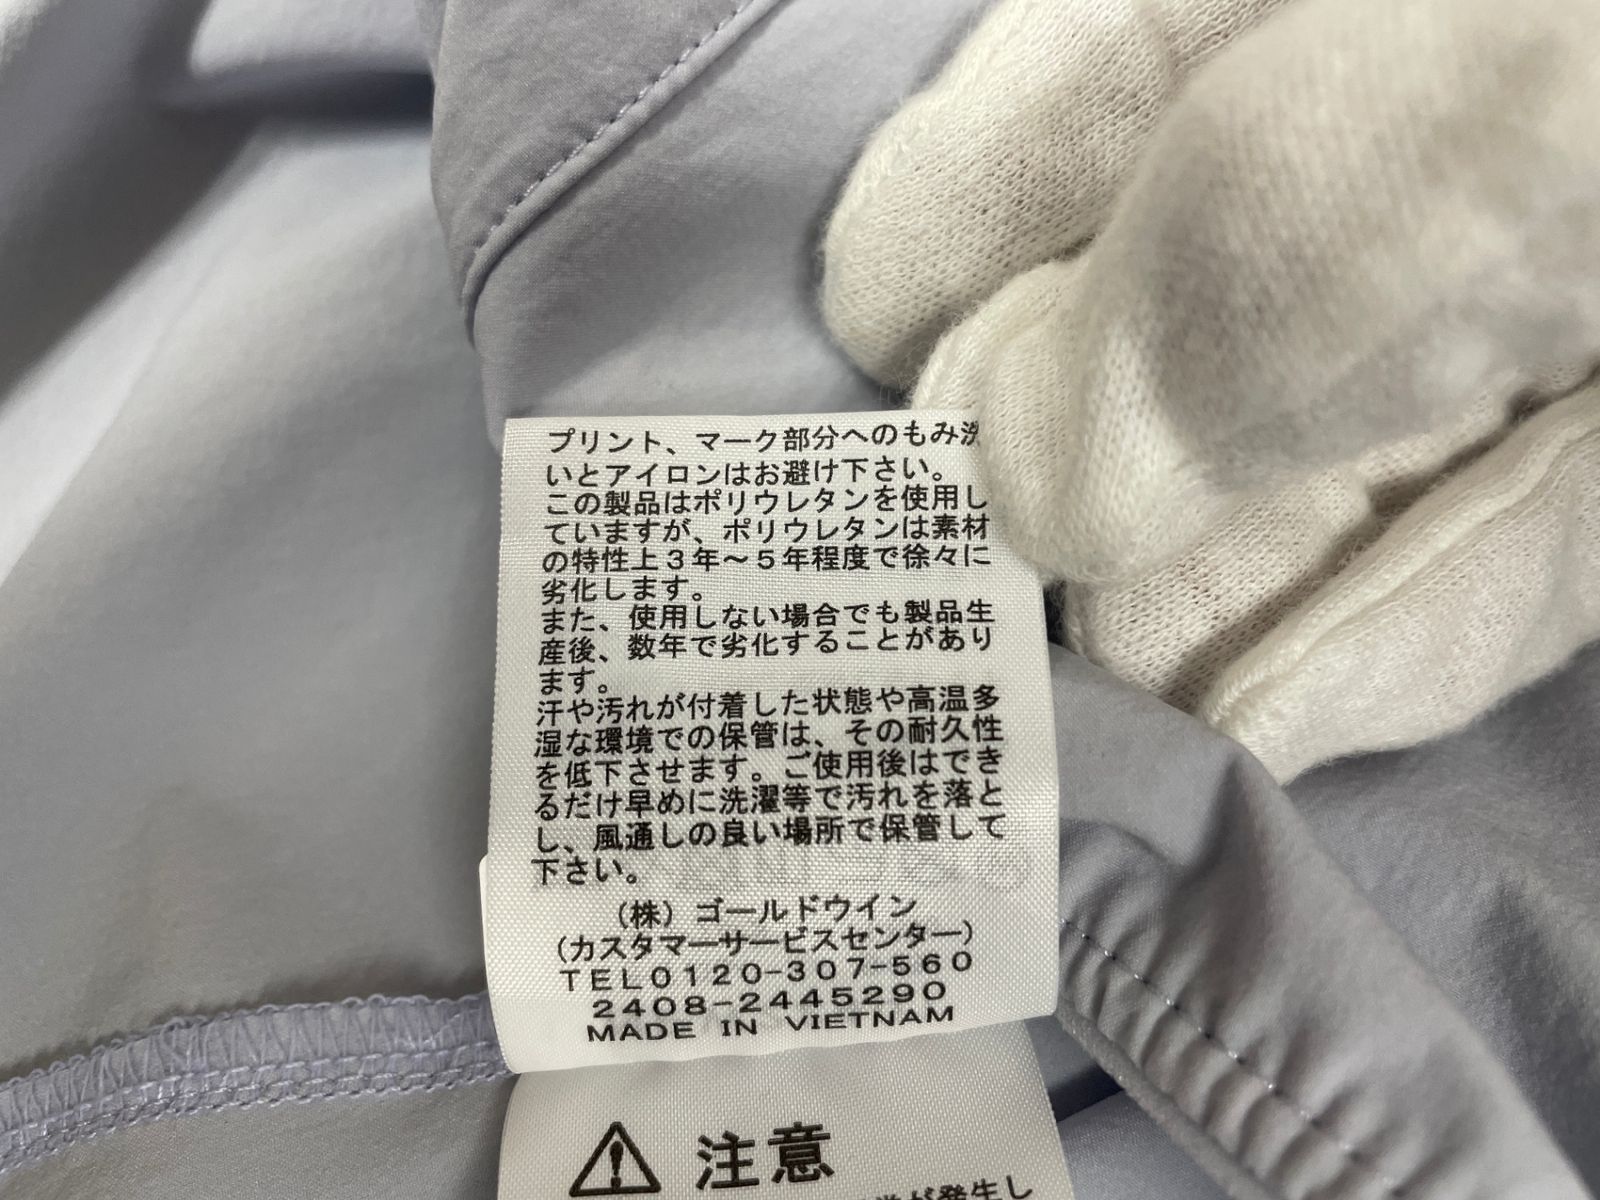 プリント、マーク部分へのもみ洗
いとアイロンはお避け下さい。
この製品はポリウレタンを使用し
ていますが、ポリウレタンは素材
の特性上３年～５年程度で徐々に
劣化します。
また、使用しない場合でも製品生
産後、数年で劣化することがあり
ます。
汗や汚れが付着した状態や高温多
湿な環境での保管は、その耐久性
を低下させます。ご使用後はでき
るだけ早めに洗濯等で汚れを落と
し、風通しの良い場所で保管して
下さい。
（株）ゴールドウイン
（カスタマーサービスセンター）
ＴＥＬ０１２０－３０７－５６０
２４０８－２４４５２９０
ＭＡＤＥ ＩＮ ＶＩＥＴＮＡＭ
注意
が発生し